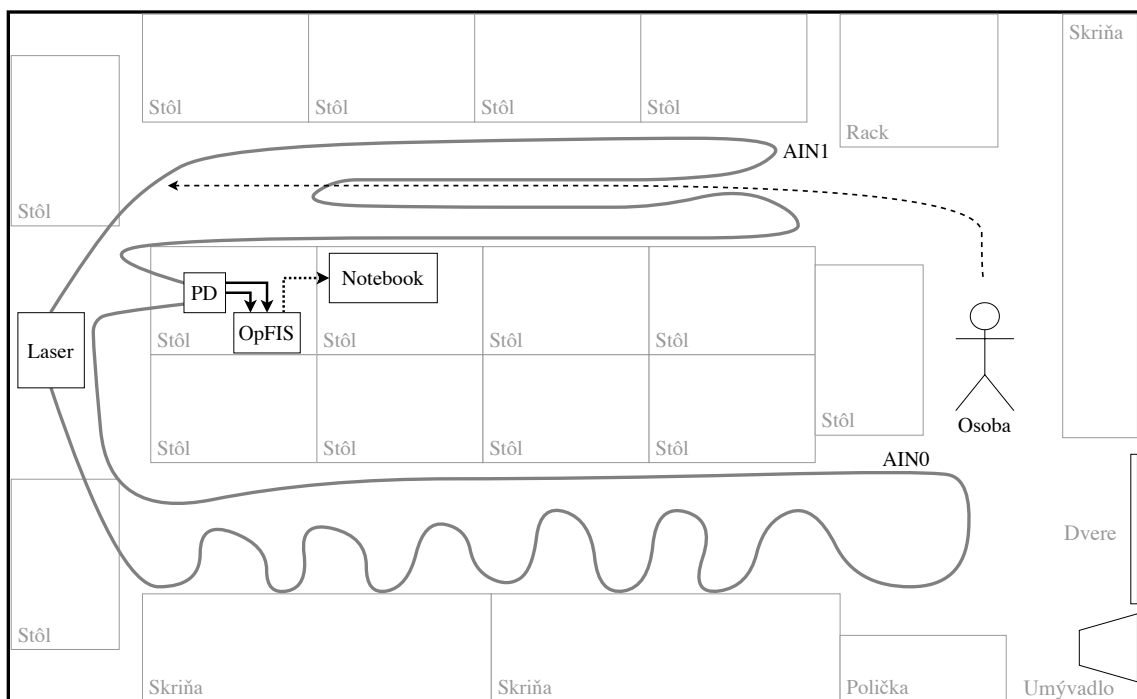 Skriňa
Stôl
Stôl
Stôl
Stôl
Rack
AIN1
Stôl
Notebook
PD
OpFIS
Laser
Stôl
Stôl
Stôl
Stôl
Osoba
Stôl
Stôl
Stôl
Stôl
Stôl
AIN0
Dvere
Stôl
Skriňa
Skriňa
Polička
Umývadlo